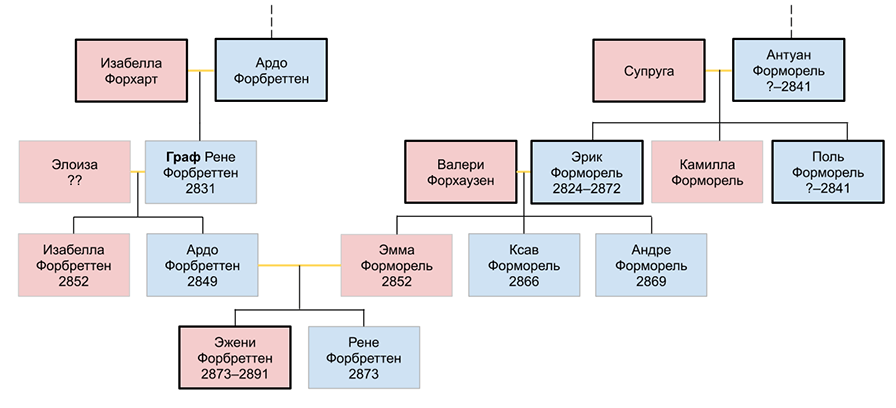 Изабелла
Форхарт
Ардо
Форбреттен
Супруга
Антуан
Форморель
?–2841
Элоиза
??
Граф Рене
Форбреттен
2831
Валери
Форхаузен
Эрик
Форморель
2824–2872
Камилла
Форморель
Поль
Форморель
?–2841
Изабелла
Форбреттен
2852
Ардо
Форбреттен
2849
Эмма
Форморель
2852
Ксав
Форморель
2866
Андре
Форморель
2869
Эжени
Форбреттен
2873–2891
Рене
Форбреттен
2873